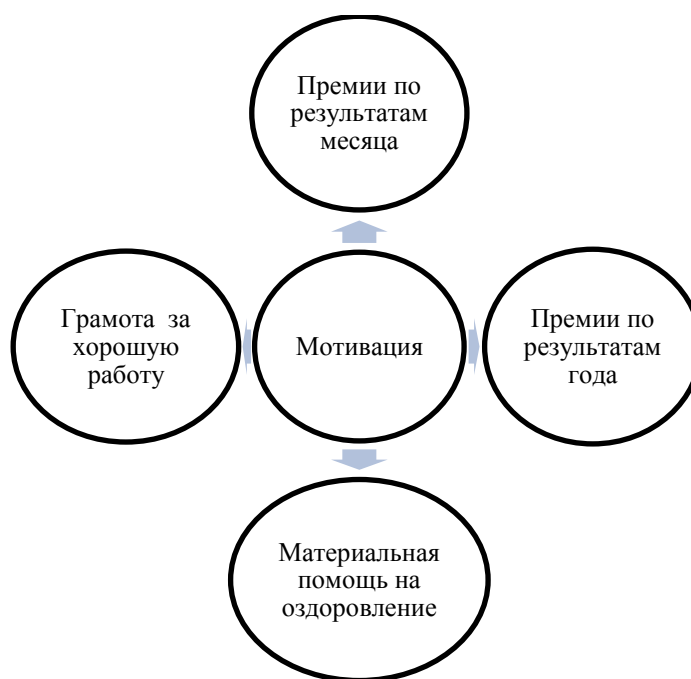 Премии по
результатам
месяца
Грамота за
хорошую
работу
Мотивация
Премии по
результатам
года
Материальная
помощь на
оздоровление